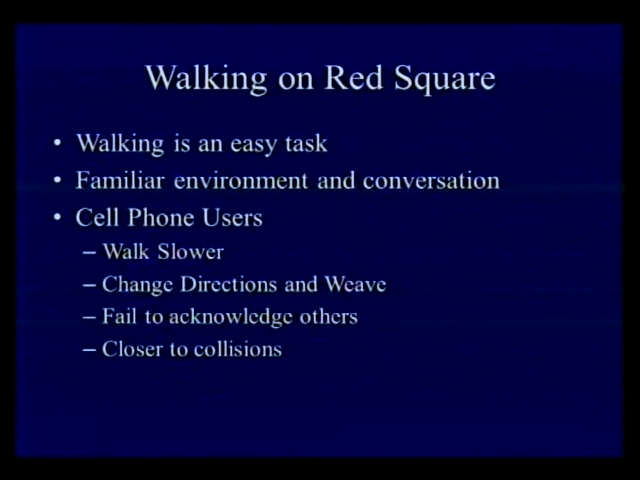 Walking on Red Square
• Walking is an easy task
• Familiar environment and conversation
• Cell Phone Users
– Walk Slower
– Change Directions and Weave
– Fail to acknowledge others
– Closer to collisions